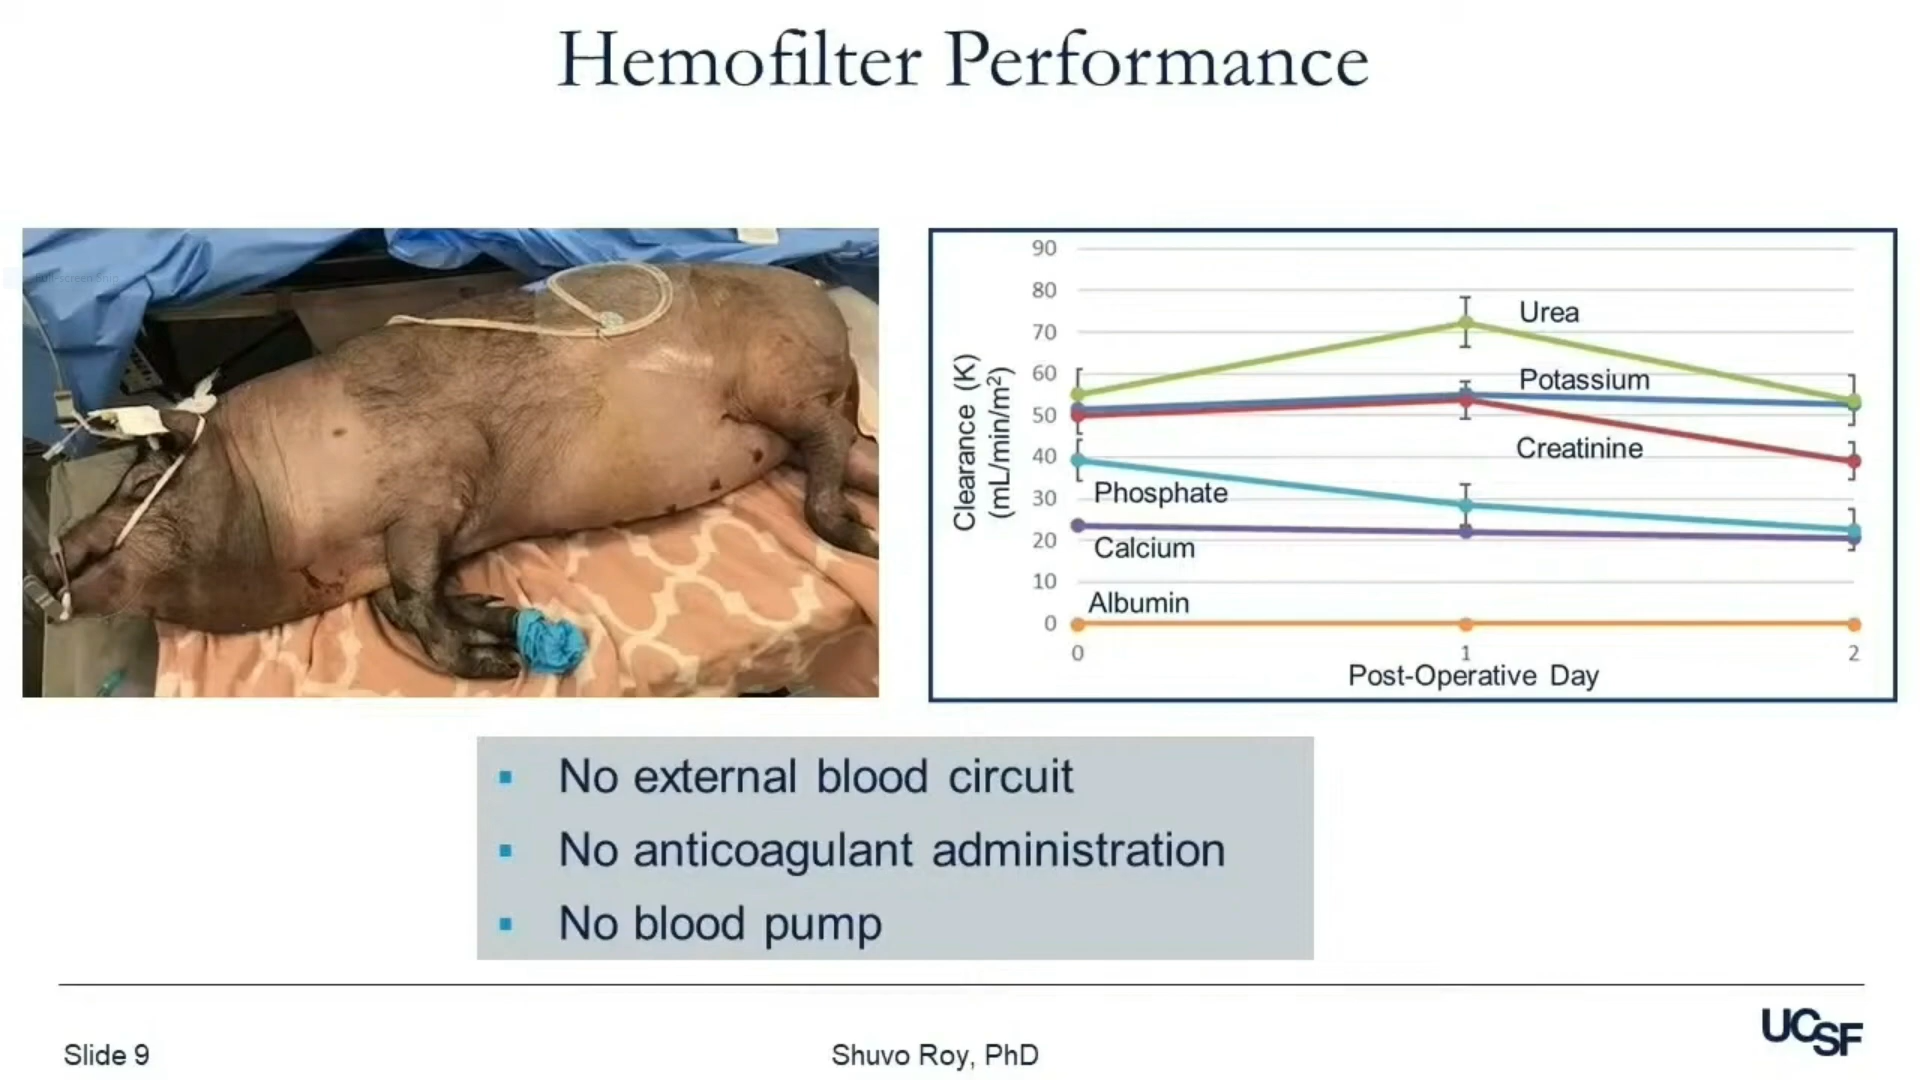 Hemofilter Performance
90
80
70
60
50
40
30
20
10
0
Clearance (K)
(mL/min/m²)
Urea
Potassium
Creatinine
Phosphate
Calcium
Albumin
0 1 2
Post-Operative Day
▪ No external blood circuit
▪ No anticoagulant administration
▪ No blood pump
Slide 9
Shuvo Roy, PhD
UCSF